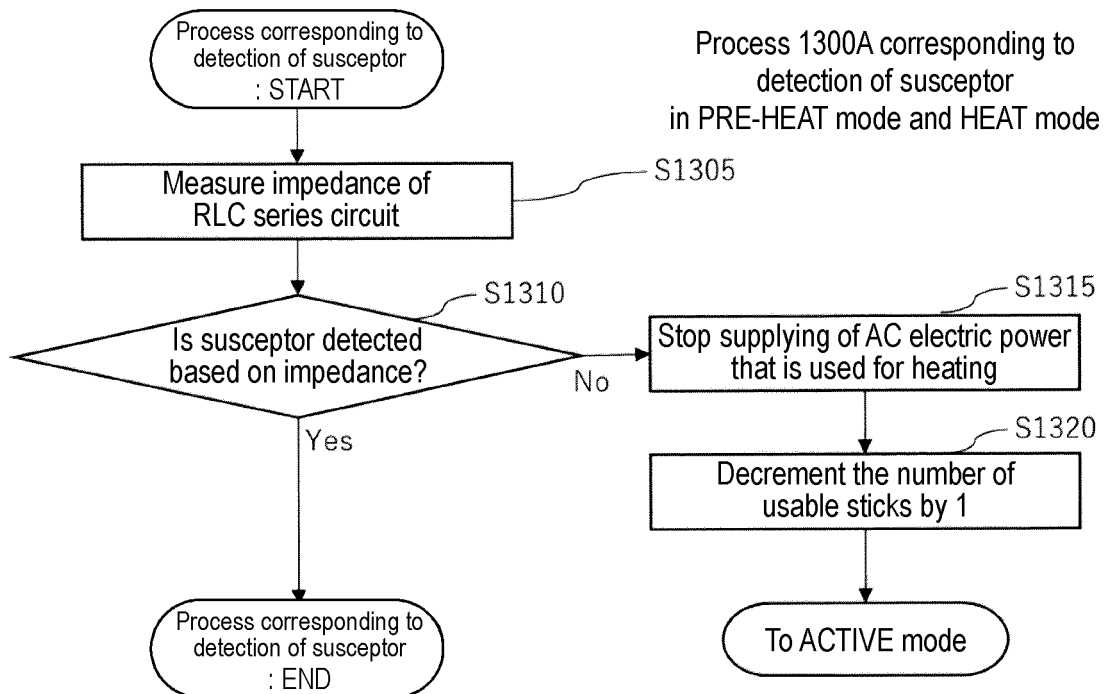 Process corresponding to
detection of susceptor
: START
Process 1300A corresponding to
detection of susceptor
in PRE-HEAT mode and HEAT mode
S1305
Measure impedance of
RLC series circuit
S1310
Is susceptor detected
based on impedance?
No
Yes
S1315
Stop supplying of AC electric power
that is used for heating
S1320
Decrement the number of
usable sticks by 1
To ACTIVE mode
Process corresponding to
detection of susceptor
: END